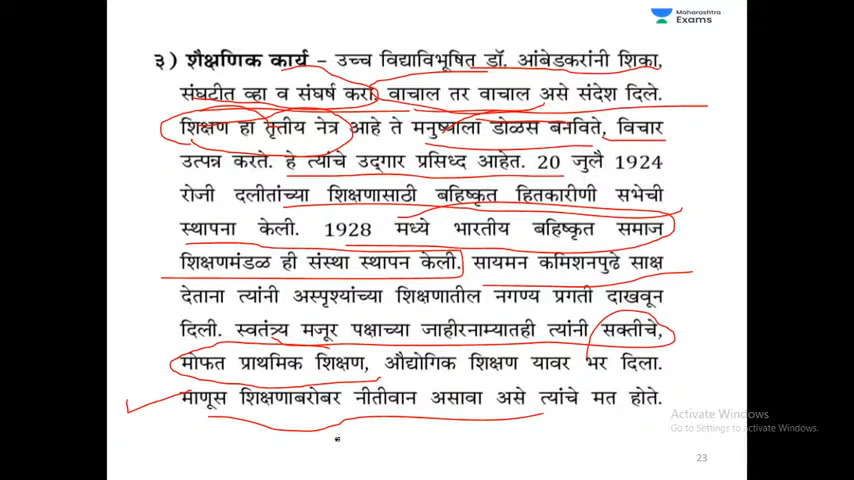 Maharashtra
Exams
३) शैक्षणिक कार्य - उच्च विद्याविभूषित डॉ. आंबेडकरांनी शिका,
संघटीत व्हा व संघर्ष करा. वाचाल तर वाचाल असे संदेश दिले.
शिक्षण हा तृतीय नेत्र आहे ते मनुष्याला डोळस बनविते, विचार
उत्पन्न करते. हे त्यांचे उद्‌गार प्रसिध्द आहेत. 20 जुलै 1924
रोजी दलीतांच्या शिक्षणासाठी बहिष्कृत हितकारीणी सभेची
स्थापना केली. 1928 मध्ये भारतीय बहिष्कृत समाज
शिक्षणमंडळ ही संस्था स्थापन केली. सायमन कमिशनपुढे साक्ष
देताना त्यांनी अस्पृश्यांच्या शिक्षणातील नगण्य प्रगती दाखवून
दिली. स्वतंत्र्य मजूर पक्षाच्या जाहीरनाम्यातही त्यांनी सक्तीचे,
मोफत प्राथमिक शिक्षण, औद्योगिक शिक्षण यावर भर दिला.
माणूस शिक्षणाबरोबर नीतीवान असावा असे त्यांचे मत होते.
Activate Windows
Go to Settings to activate Windows.
23